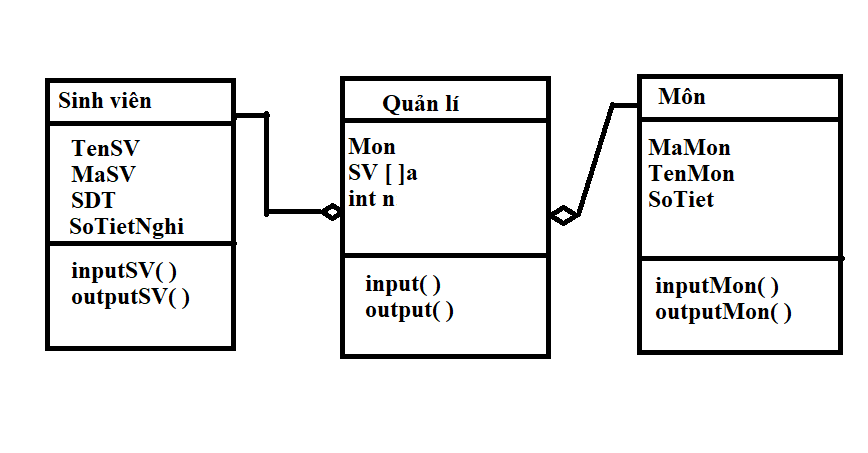 Sinh viên
TenSV
MaSV
SDT
SoTietNghi
inputSV( )
outputSV( )
Quản lí
Mon
SV [ ]a
int n
input( )
output( )
Môn
MaMon
TenMon
SoTiet
inputMon( )
outputMon( )